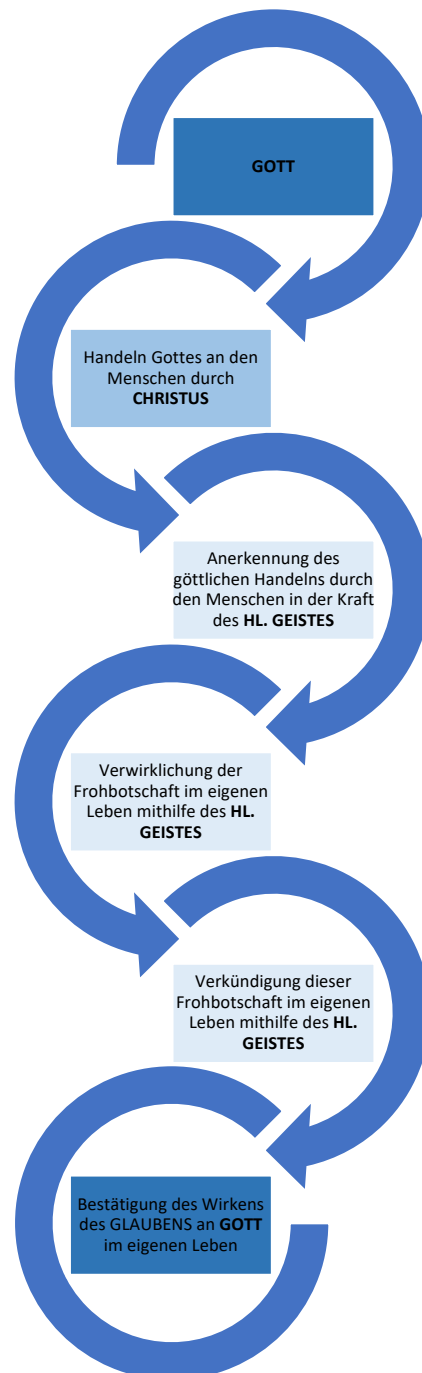 GOTT
Handeln Gottes an den
Menschen durch
CHRISTUS
Anerkennung des
göttlichen Handelns durch
den Menschen in der Kraft
des HL. GEISTES
Verwirklichung der
Frohbotschaft im eigenen
Leben mithilfe des HL.
GEISTES
Verkündigung dieser
Frohbotschaft im eigenen
Leben mithilfe des HL.
GEISTES
Bestätigung des Wirkens
des GLAUBENS an GOTT
im eigenen Leben